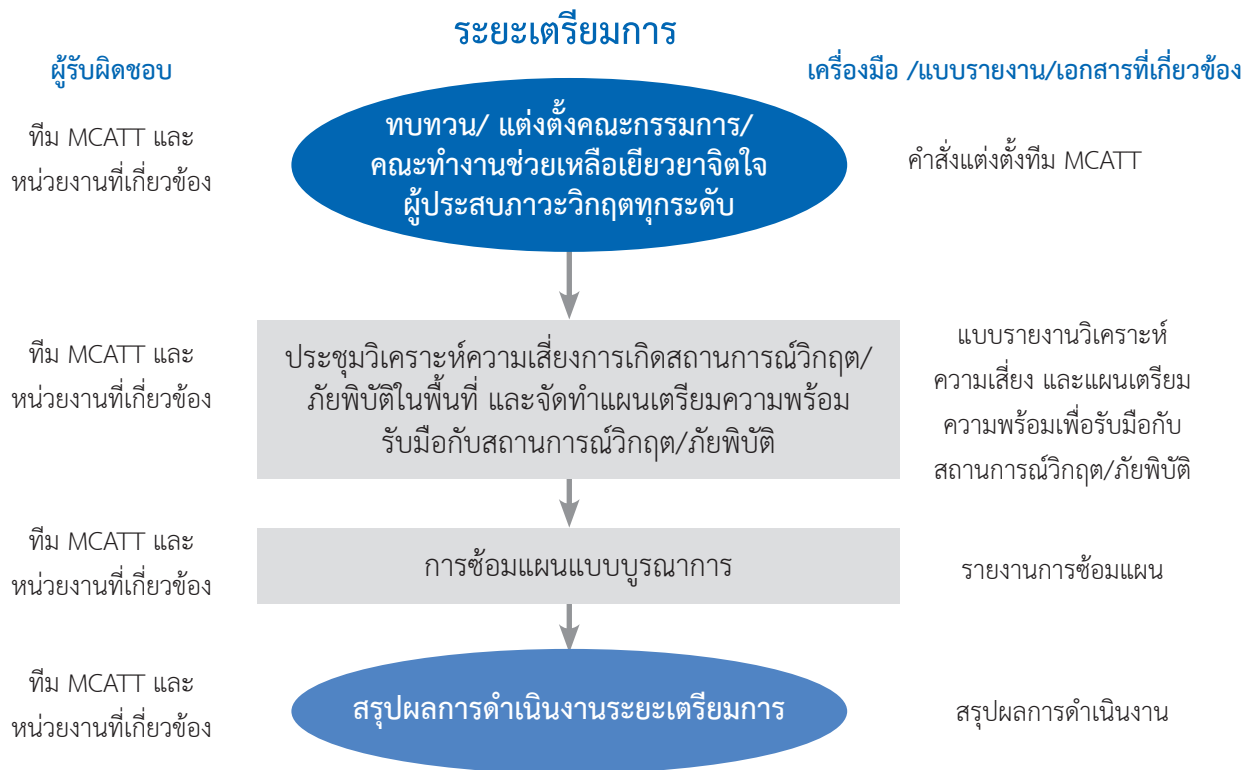 ระยะเตรียมการ
ผู้รับผิดชอบ
เครื่องมือ /แบบรายงาน/เอกสารที่เกี่ยวข้อง
ทีม MCATT และ
หน่วยงานที่เกี่ยวข้อง
ทบทวน/ แต่งตั้งคณะกรรมการ/
คณะทำงานช่วยเหลือเยียวยาจิตใจ
ผู้ประสบภาวะวิกฤตทุกระดับ
คำสั่งแต่งตั้งทีม MCATT
ทีม MCATT และ
หน่วยงานที่เกี่ยวข้อง
ประชุมวิเคราะห์ความเสี่ยงการเกิดสถานการณ์วิกฤต/
ภัยพิบัติในพื้นที่ และจัดทำแผนเตรียมความพร้อม
รับมือกับสถานการณ์วิกฤต/ภัยพิบัติ
แบบรายงานวิเคราะห์
ความเสี่ยง และแผนเตรียม
ความพร้อมเพื่อรับมือกับ
สถานการณ์วิกฤต/ภัยพิบัติ
ทีม MCATT และ
หน่วยงานที่เกี่ยวข้อง
การซ้อมแผนแบบบูรณาการ
รายงานการซ้อมแผน
ทีม MCATT และ
หน่วยงานที่เกี่ยวข้อง
สรุปผลการดำเนินงานระยะเตรียมการ
สรุปผลการดำเนินงาน